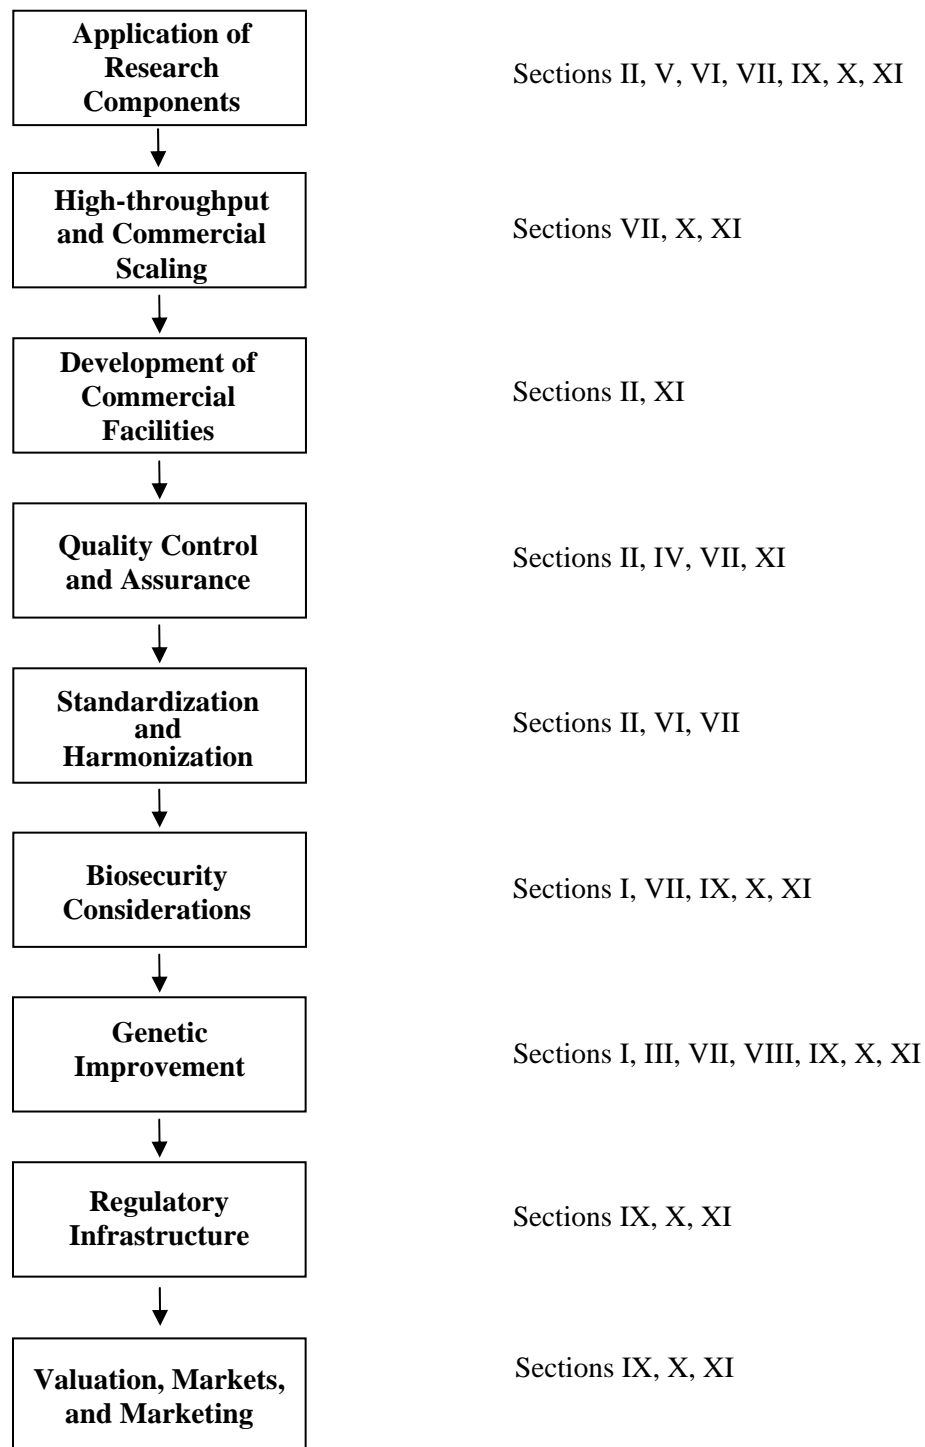 Application of
Research
Components
Sections II, V, VI, VII, IX, X, XI
High-throughput
and Commercial
Scaling
Sections VII, X, XI
Development of
Commercial
Facilities
Sections II, XI
Quality Control
and Assurance
Sections II, IV, VII, XI
Standardization
and
Harmonization
Sections II, VI, VII
Biosecurity
Considerations
Sections I, VII, IX, X, XI
Genetic
Improvement
Sections I, III, VII, VIII, IX, X, XI
Regulatory
Infrastructure
Sections IX, X, XI
Valuation, Markets,
and Marketing
Sections IX, X, XI